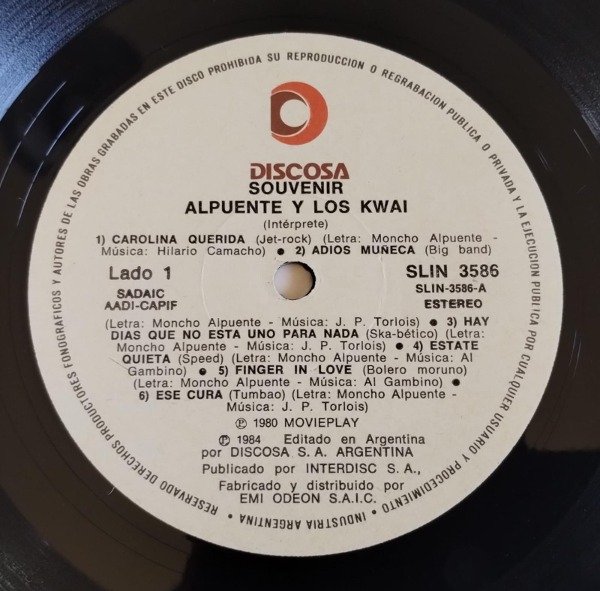 RESERVADO DERECHOS PRODUCTORES FONOGRAFICOS Y AUTORES DE LAS OBRAS GRABADAS EN ESTE DISCO PROHIBIDA SU REPRODUCCION O REGRABACION PUBLICA O PRIVADA Y LA EJECUCION PUBLICA POR CUALQUIER USUARIO Y PROCEDIMIENTO • INDUSTRIA ARGENTINA •
DISCOSA
SOUVENIR
ALPUENTE Y LOS KWAI
(Intérprete)
1) CAROLINA QUERIDA (Jet-rock) (Letra: Moncho Alpuente -
Música: Hilario Camacho) ● 2) ADIOS MUÑECA (Big band)
Lado 1
SADAIC
AADI-CAPIF
SLIN 3586
SLIN-3586-A
ESTEREO
(Letra: Moncho Alpuente - Música: J. P. Torlois) ● 3) HAY
DIAS QUE NO ESTA UNO PARA NADA (Ska-bético) (Letra:
Moncho Alpuente - Música: J. P. Torlois) ● 4) ESTATE
QUIETA (Speed) (Letra: Moncho Alpuente - Música: Al
Gambino) ● 5) FINGER IN LOVE (Bolero moruno)
(Letra: Moncho Alpuente - Música: Al Gambino) ●
6) ESE CURA (Tumbao) (Letra: Moncho Alpuente -
Música: J. P. Torlois)
℗ 1980 MOVIEPLAY
℗ 1984 Editado en Argentina
por DISCOSA S. A. ARGENTINA
Publicado por INTERDISC S. A.,
Fabricado y distribuido por
EMI ODEON S.A.I.C.